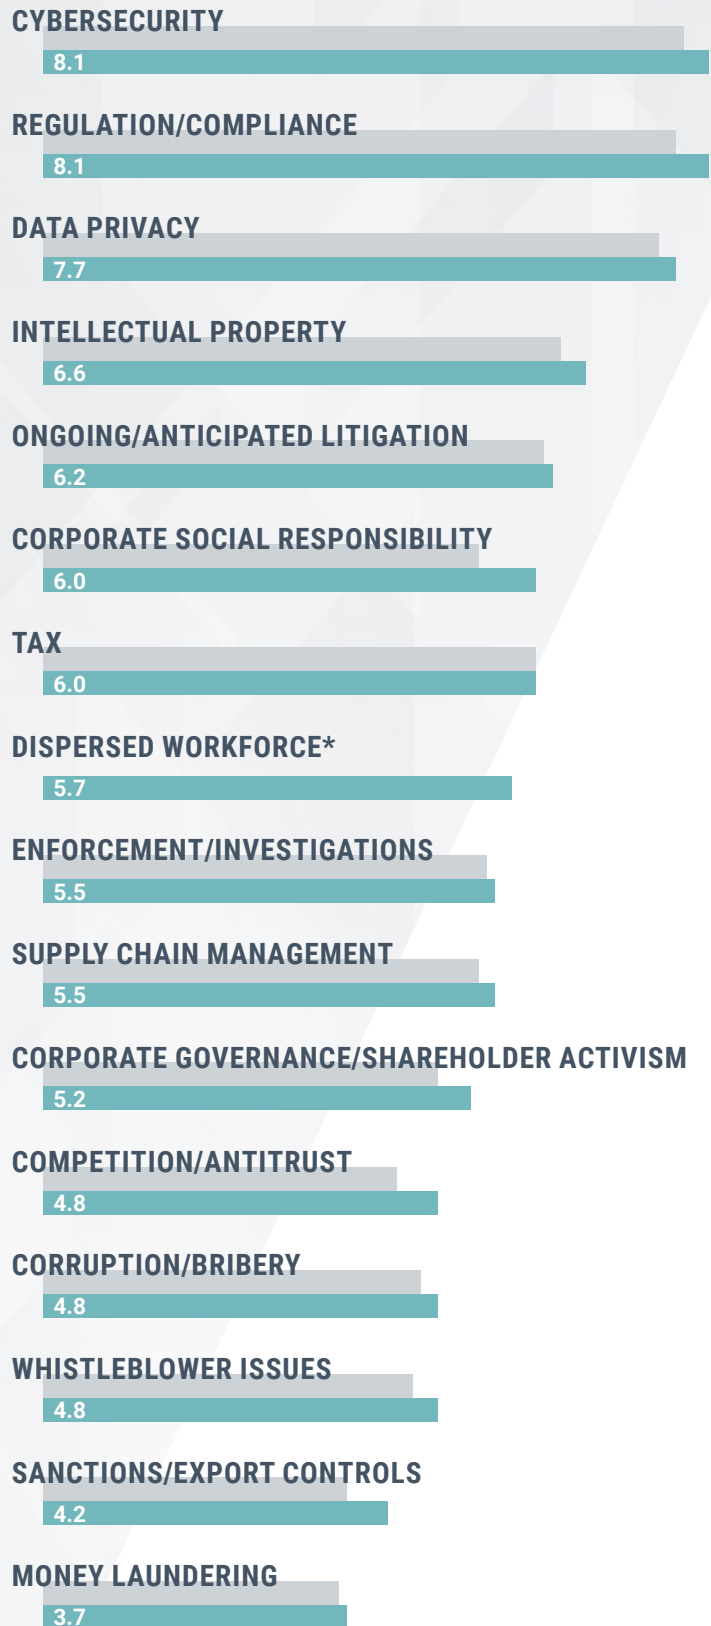 CYBERSECURITY
8.1
REGULATION/COMPLIANCE
8.1
DATA PRIVACY
7.7
INTELLECTUAL PROPERTY
6.6
ONGOING/ANTICIPATED LITIGATION
6.2
CORPORATE SOCIAL RESPONSIBILITY
6.0
TAX
6.0
DISPERSED WORKFORCE*
5.7
ENFORCEMENT/INVESTIGATIONS
5.5
SUPPLY CHAIN MANAGEMENT
5.5
CORPORATE GOVERNANCE/SHAREHOLDER ACTIVISM
5.2
COMPETITION/ANTITRUST
4.8
CORRUPTION/BRIBERY
4.8
WHISTLEBLOWER ISSUES
4.8
SANCTIONS/EXPORT CONTROLS
4.2
MONEY LAUNDERING
3.7